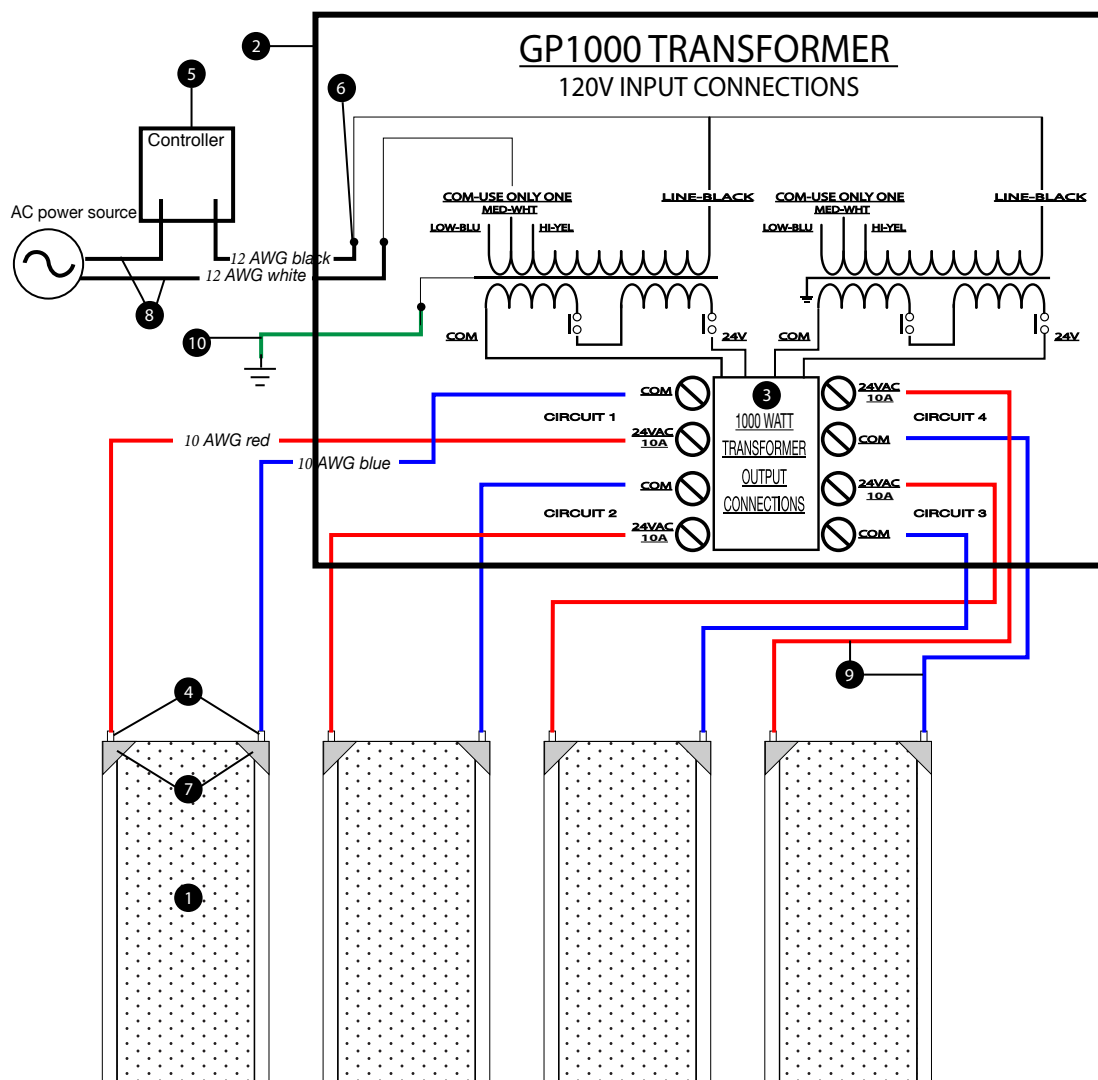 GP1000 TRANSFORMER
120V INPUT CONNECTIONS
2
5
6
Controller
AC power source
12 AWG black
12 AWG white
8
10
COM-USE ONLY ONE
MED-WHT
LOW-BLU
HI-YEL
LINE-BLACK
COM-USE ONLY ONE
MED-WHT
LOW-BLU
HI-YEL
LINE-BLACK
COM
24V
COM
24V
COM
CIRCUIT 1
24VAC
10A
COM
CIRCUIT 2
24VAC
10A
3
1000 WATT
TRANSFORMER
OUTPUT
CONNECTIONS
24VAC
10A
CIRCUIT 4
COM
24VAC
10A
CIRCUIT 3
COM
10 AWG red
10 AWG blue
9
4
7
1